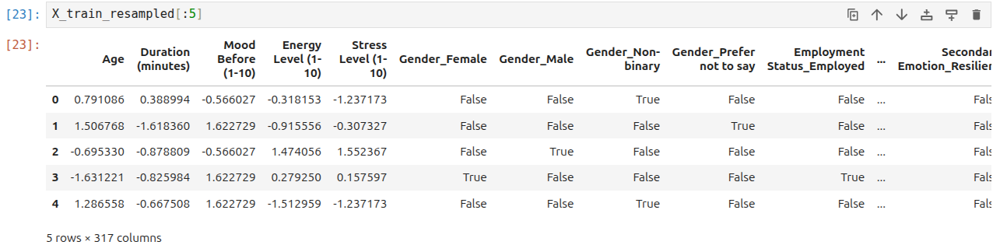 [23]: X_train_resampled[:5]
[23]:
Age Duration (minutes) Mood Before (1-10) Energy Level (1-10) Stress Level (1-10) Gender_Female Gender_Male Gender_Non-binary Gender_Prefer not to say Employment Status_Employed ... Secondar Emotion_Resilien
0 0.791086 0.388994 -0.566027 -0.318153 -1.237173 False False True False False ... Fals
1 1.506768 -1.618360 1.622729 -0.915556 -0.307327 False False False True False ... Fals
2 -0.695330 -0.878809 -0.566027 1.474056 1.552367 False True False False False ... Fals
3 -1.631221 -0.825984 1.622729 0.279250 0.157597 True False False False True ... Fals
4 1.286558 -0.667508 1.622729 -1.512959 -1.237173 False False True False False ... Fals
5 rows × 317 columns